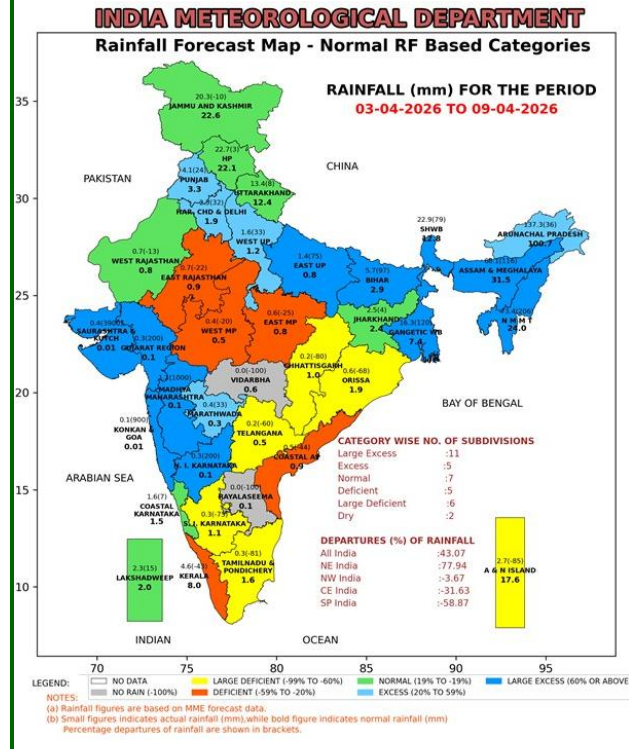 INDIA METEOROLOGICAL DEPARTMENT
Rainfall Forecast Map - Normal RF Based Categories
RAINFALL (mm) FOR THE PERIOD
03-04-2026 TO 09-04-2026
20.3(-10)
JAMMU AND KASHMIR
22.6
22.7(3)
HP
22.1
CHINA
PAKISTAN
4.1(24)
PUNJAB
3.3
13.4(8)
UTTARAKHAND
12.4
HAR. CHD & DELHI
1.9
1.6(33)
WEST UP
1.2
22.9(79)
SHWB
12.8
137.3(36)
ARUNACHAL PRADESH
100.7
0.7(-13)
WEST RAJASTHAN
0.8
0.7(-22)
EAST RAJASTHAN
0.9
1.4(75)
EAST UP
0.8
5.7(97)
BIHAR
2.9
ASSAM & MEGHALAYA
31.5
N M M T
24.0
0.4(3900)
SAURASHTRA &
KUTCH
0.01
0.3(200)
GUJARAT REGION
0.1
0.4(-20)
WEST MP
0.5
0.6(-25)
EAST MP
0.8
2.5(4)
JHARKHAND
2.4
GANGETIC WB
7.4
0.0(-100)
VIDARBHA
0.6
0.2(-80)
CHHATTISGARH
1.0
0.6(-68)
ORISSA
1.9
MADHYA
MAHARASHTRA
0.1
0.4(33)
MARATHWADA
0.3
BAY OF BENGAL
0.1(900)
KONKAN &
GOA
0.01
0.2(-60)
TELANGANA
0.5
0.5(-44)
COASTAL AP
0.9
ARABIAN SEA
0.3(200)
N. I. KARNATAKA
0.1
0.0(-100)
RAYALASEEMA
0.1
1.6(7)
COASTAL
KARNATAKA
1.5
S. I. KARNATAKA
1.1
CATEGORY WISE NO. OF SUBDIVISIONS
Large Excess :11
Excess :5
Normal :7
Deficient :5
Large Deficient :6
Dry :2
DEPARTURES (%) OF RAINFALL
All India :43.07
NE India :77.94
NW India :-3.67
CE India :-31.63
SP India :-58.87
2.3(15)
LAKSHADWEEP
2.0
KERALA
8.0
0.3(-81)
TAMILNADU &
PONDICHERY
1.6
2.7(-85)
A & N ISLAND
17.6
INDIAN OCEAN
35
30
25
20
15
10
70 75 80 85 90 95
LEGEND:
NO DATA
LARGE DEFICIENT (-99% TO -60%)
NORMAL (19% TO -19%)
LARGE EXCESS (60% OR ABOVE
NO RAIN (-100%)
DEFICIENT (-59% TO -20%)
EXCESS (20% TO 59%)
NOTES:
(a) Rainfall figures are based on MME forecast data.
(b) Small figures indicates actual rainfall (mm),while bold figure indicates normal rainfall (mm)
Percentage departures of rainfall are shown in brackets.